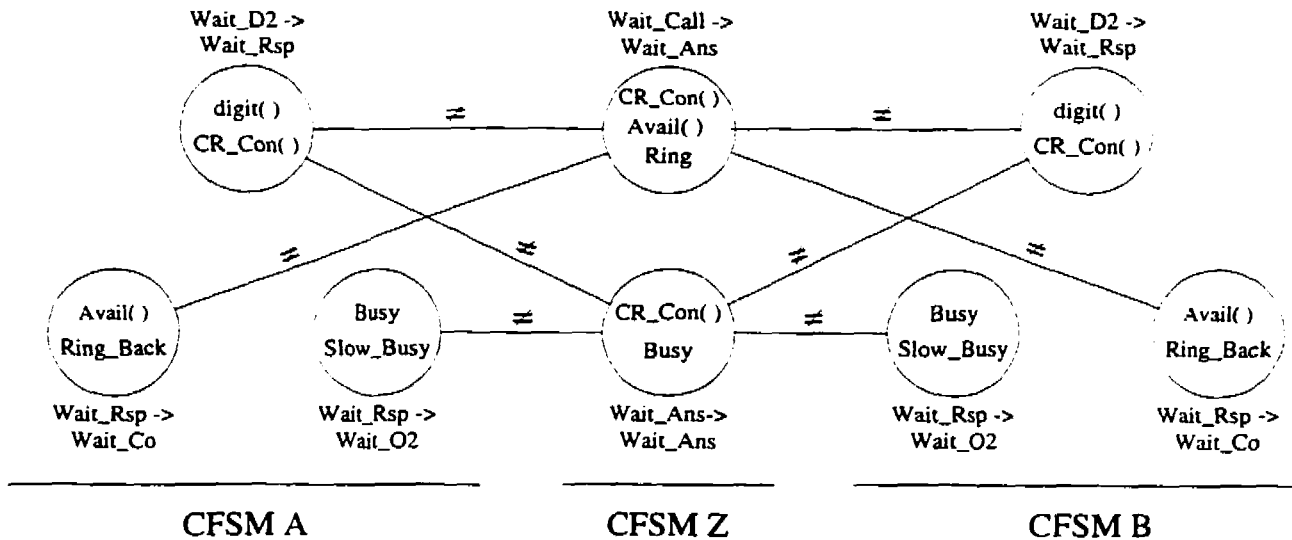 Wait_D2 ->
Wait_Rsp
Wait_Call ->
Wait_Ans
Wait_D2 ->
Wait_Rsp
digit( )
CR_Con( )
≠
CR_Con( )
Avail( )
Ring
≠
digit( )
CR_Con( )
≠
≠
≠
≠
Avail( )
Ring_Back
Busy
Slow_Busy
≠
CR_Con( )
Busy
≠
Busy
Slow_Busy
Avail( )
Ring_Back
Wait_Rsp ->
Wait_Co
Wait_Rsp ->
Wait_O2
Wait_Ans->
Wait_Ans
Wait_Rsp ->
Wait_O2
Wait_Rsp ->
Wait_Co
CFSM A
CFSM Z
CFSM B